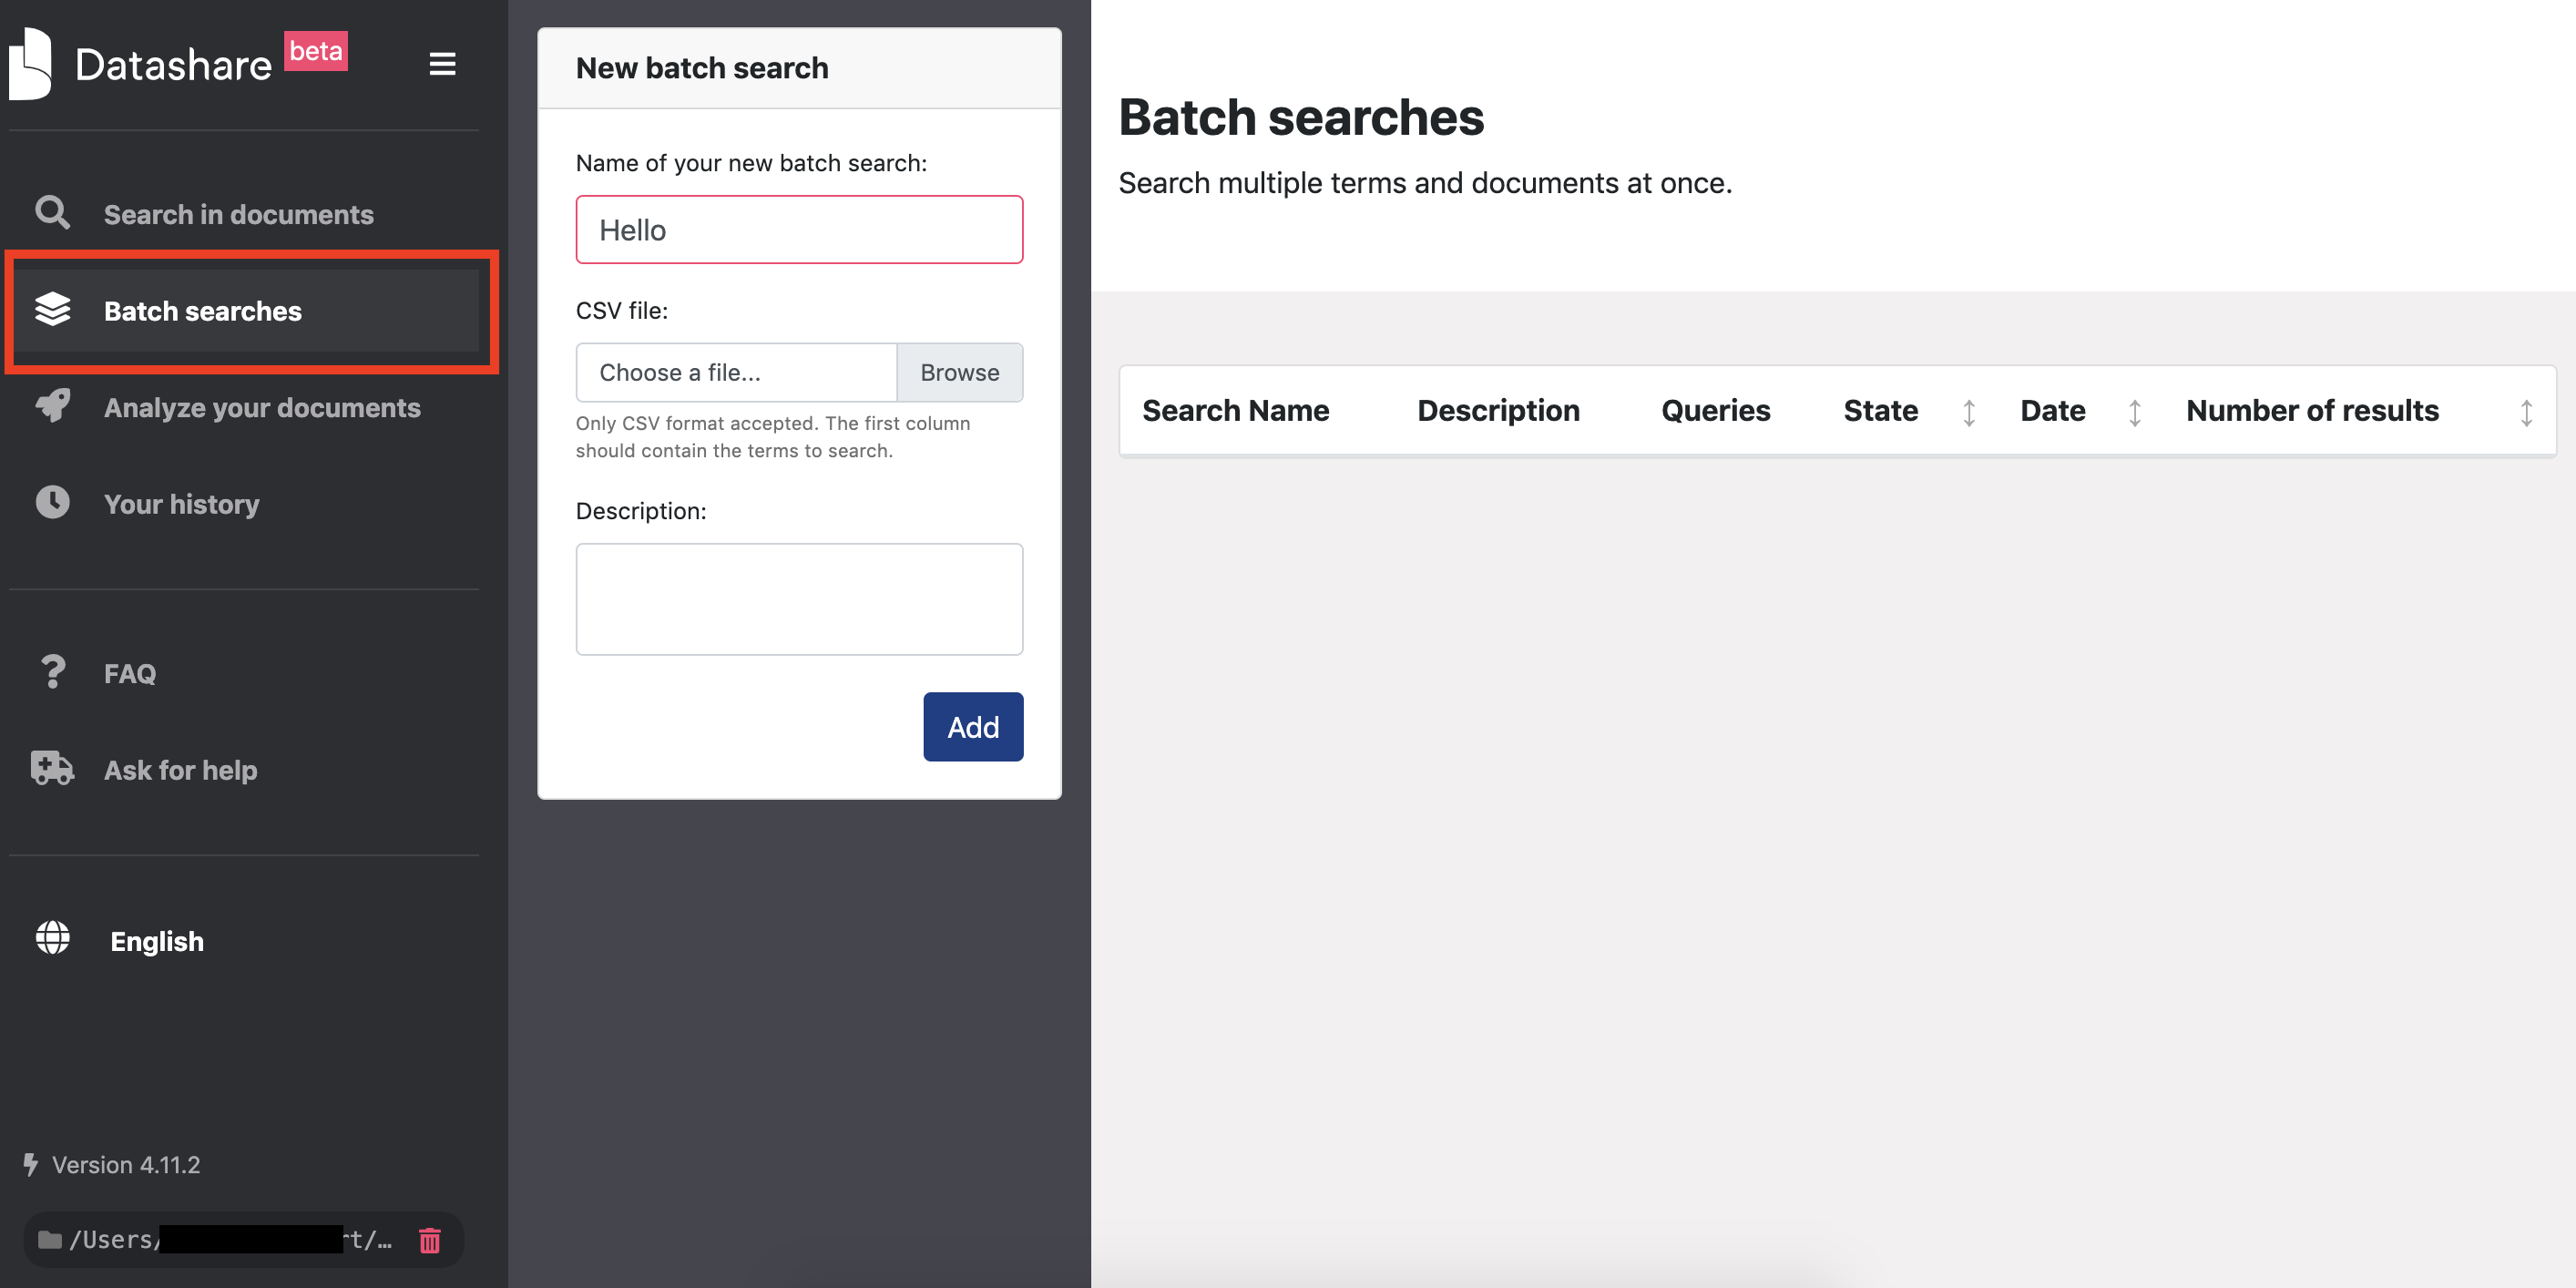 Datashare beta
Search in documents
Batch searches
Analyze your documents
Your history
FAQ
Ask for help
English
Version 4.11.2
/Users/ rt/…
New batch search
Name of your new batch search:
Hello
CSV file:
Choose a file... Browse
Only CSV format accepted. The first column
should contain the terms to search.
Description:
Add
Batch searches
Search multiple terms and documents at once.
Search Name Description Queries State Date Number of results